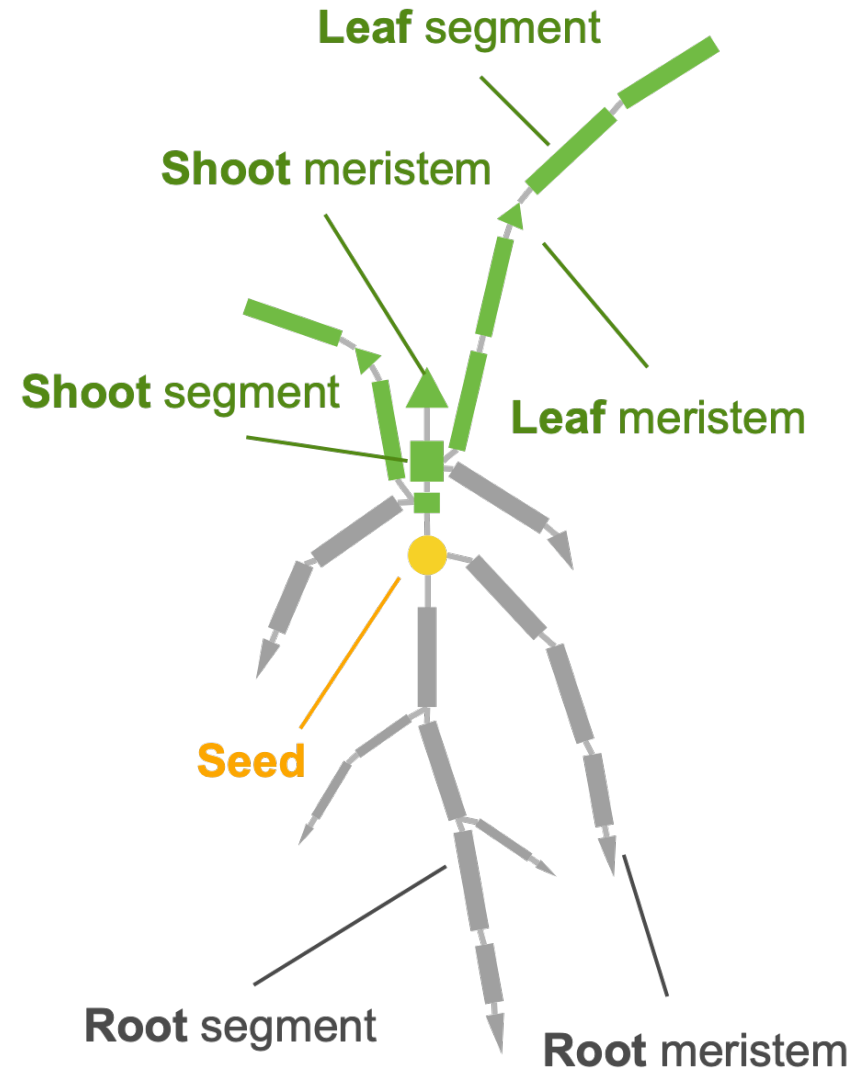 Leaf segment
Shoot meristem
Shoot segment
Leaf meristem
Seed
Root segment
Root meristem